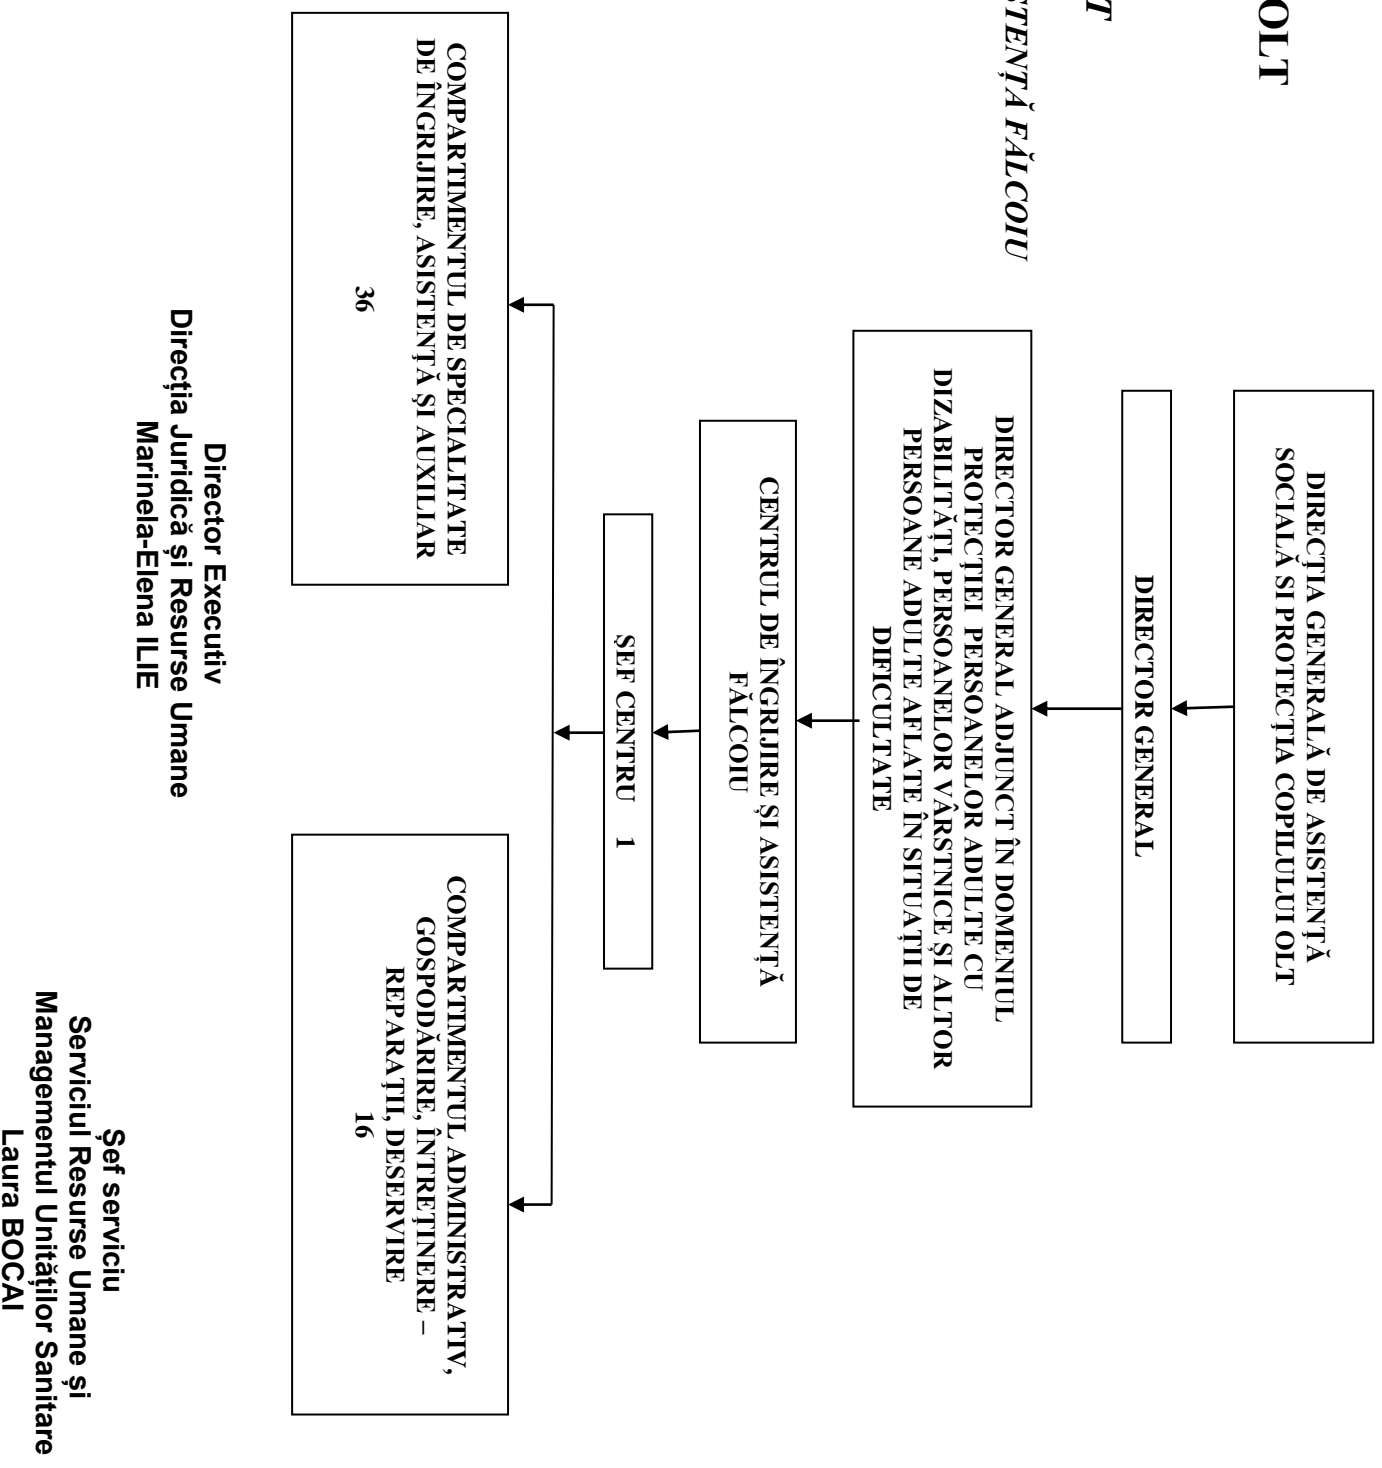 OLT
T
STENȚĂ FĂLCOIU
DIRECȚIA GENERALĂ DE ASISTENȚĂ
SOCIALĂ SI PROTECȚIA COPILULUI OLT
DIRECTOR GENERAL
DIRECTOR GENERAL ADJUNCT ÎN DOMENIUL
PROTECȚIEI PERSOANELOR ADULTE CU
DIZABILITĂȚI, PERSOANELOR VÂRSTNICE ȘI ALTOR
PERSOANE ADULTE AFLATE ÎN SITUAȚII DE
DIFICULTATE
CENTRUL DE ÎNGRIJIRE ȘI ASISTENȚĂ
FĂLCOIU
ȘEF CENTRU 1
COMPARTIMENTUL DE SPECIALITATE
DE ÎNGRIJIRE, ASISTENȚĂ ȘI AUXILIAR
36
COMPARTIMENTUL ADMINISTRATIV,
GOSPODĂRIRE, ÎNTREȚINERE –
REPARAȚII, DESERVIRE
16
Director Executiv
Direcția Juridică și Resurse Umane
Marinela-Elena ILIE
Șef serviciu
Serviciul Resurse Umane și
Managementul Unităților Sanitare
Laura BOCAI